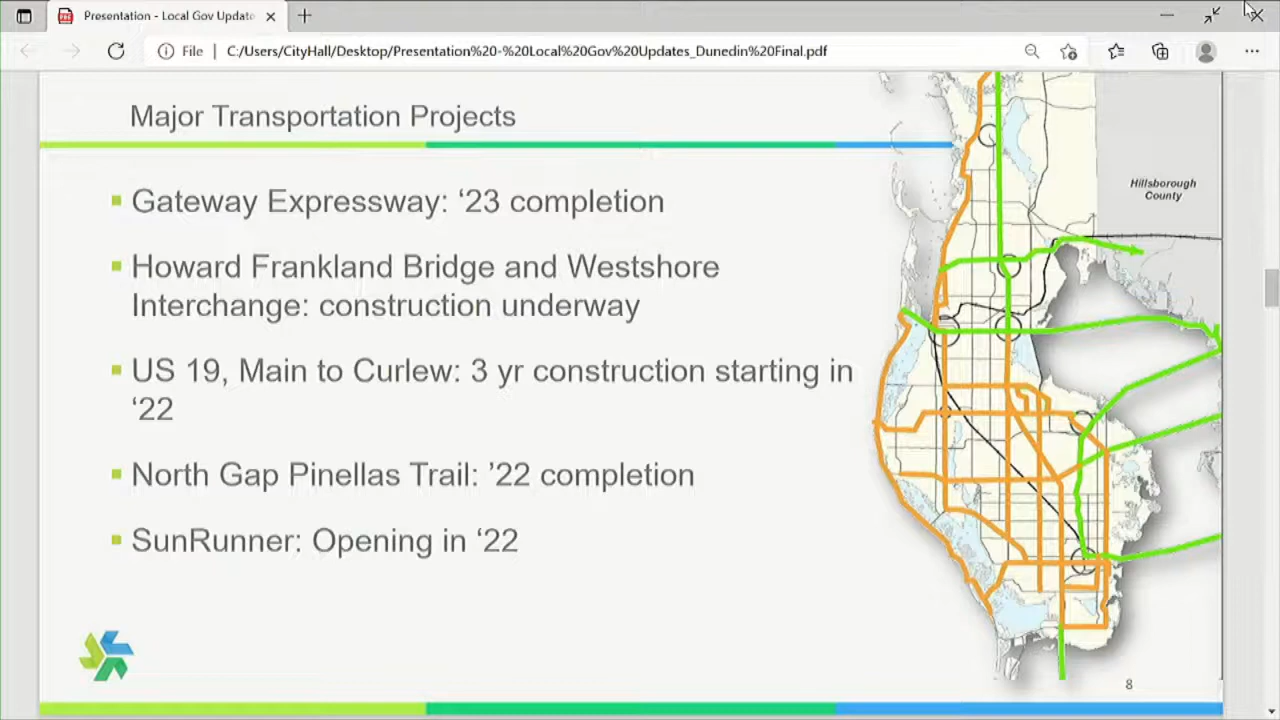 Presentation - Local Gov Update
File
C:/Users/CityHall/Desktop/Presentation%20-%20Local%20Gov%20Updates_Dunedin%20Final.pdf
Major Transportation Projects
Gateway Expressway: ‘23 completion
Howard Frankland Bridge and Westshore
Interchange: construction underway
US 19, Main to Curlew: 3 yr construction starting in
‘22
North Gap Pinellas Trail: ’22 completion
SunRunner: Opening in ‘22
Hillsborough
County
8